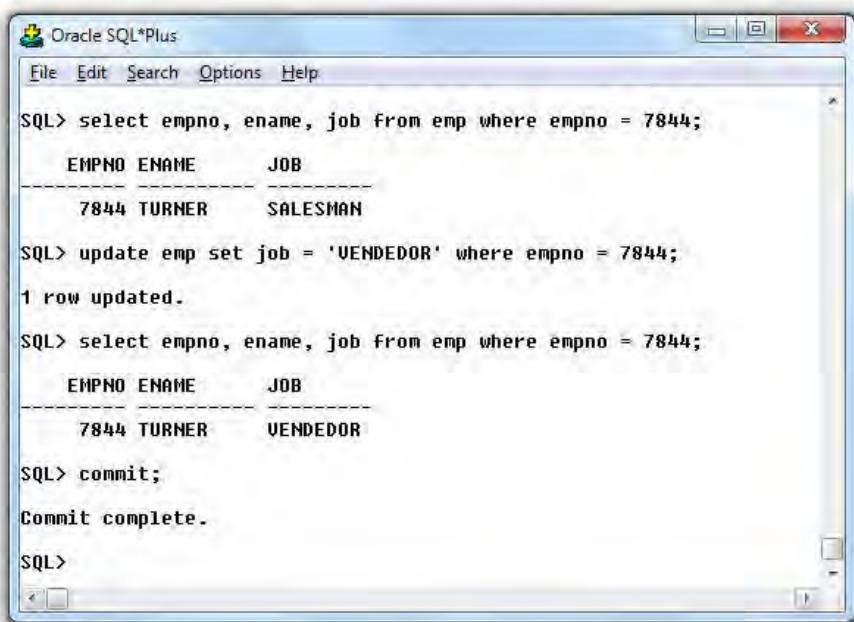 Oracle SQL*Plus
File Edit Search Options Help
SQL> select empno, ename, job from emp where empno = 7844;
EMPNO ENAME JOB
--------- ---------- ---------
7844 TURNER SALESMAN
SQL> update emp set job = 'VENDEDOR' where empno = 7844;
1 row updated.
SQL> select empno, ename, job from emp where empno = 7844;
EMPNO ENAME JOB
--------- ---------- ---------
7844 TURNER VENDEDOR
SQL> commit;
Commit complete.
SQL>